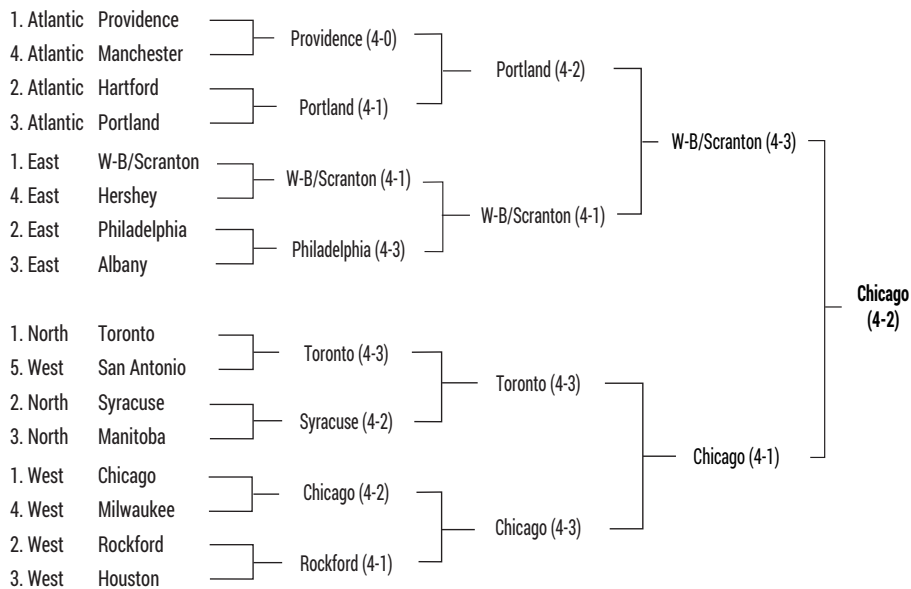 1. Atlantic Providence
4. Atlantic Manchester
Providence (4-0)
2. Atlantic Hartford
3. Atlantic Portland
Portland (4-1)
Portland (4-2)
1. East W-B/Scranton
4. East Hershey
W-B/Scranton (4-1)
2. East Philadelphia
3. East Albany
Philadelphia (4-3)
W-B/Scranton (4-1)
W-B/Scranton (4-3)
1. North Toronto
5. West San Antonio
Toronto (4-3)
2. North Syracuse
3. North Manitoba
Syracuse (4-2)
Toronto (4-3)
1. West Chicago
4. West Milwaukee
Chicago (4-2)
2. West Rockford
3. West Houston
Rockford (4-1)
Chicago (4-3)
Chicago (4-1)
Chicago
(4-2)